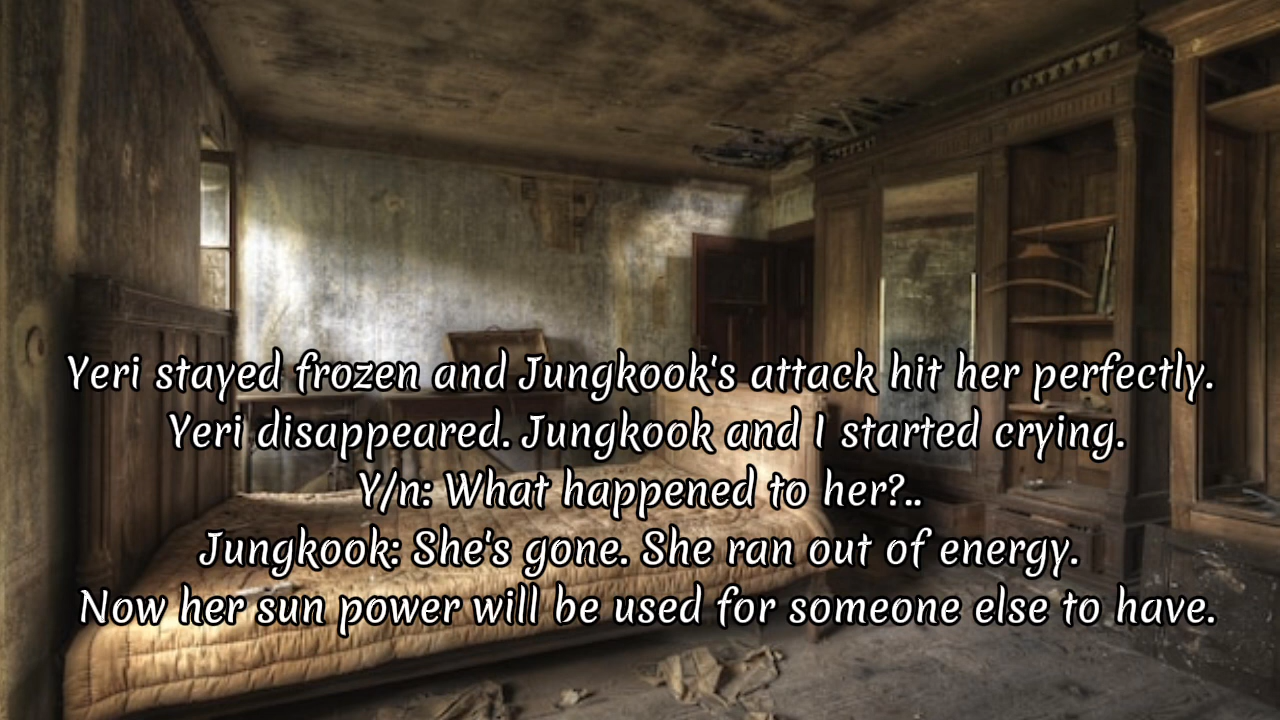 Yeri stayed frozen and Jungkook's attack hit her perfectly.
Yeri disappeared. Jungkook and I started crying.
Y/n: What happened to her?..
Jungkook: She's gone. She ran out of energy.
Now her sun power will be used for someone else to have.